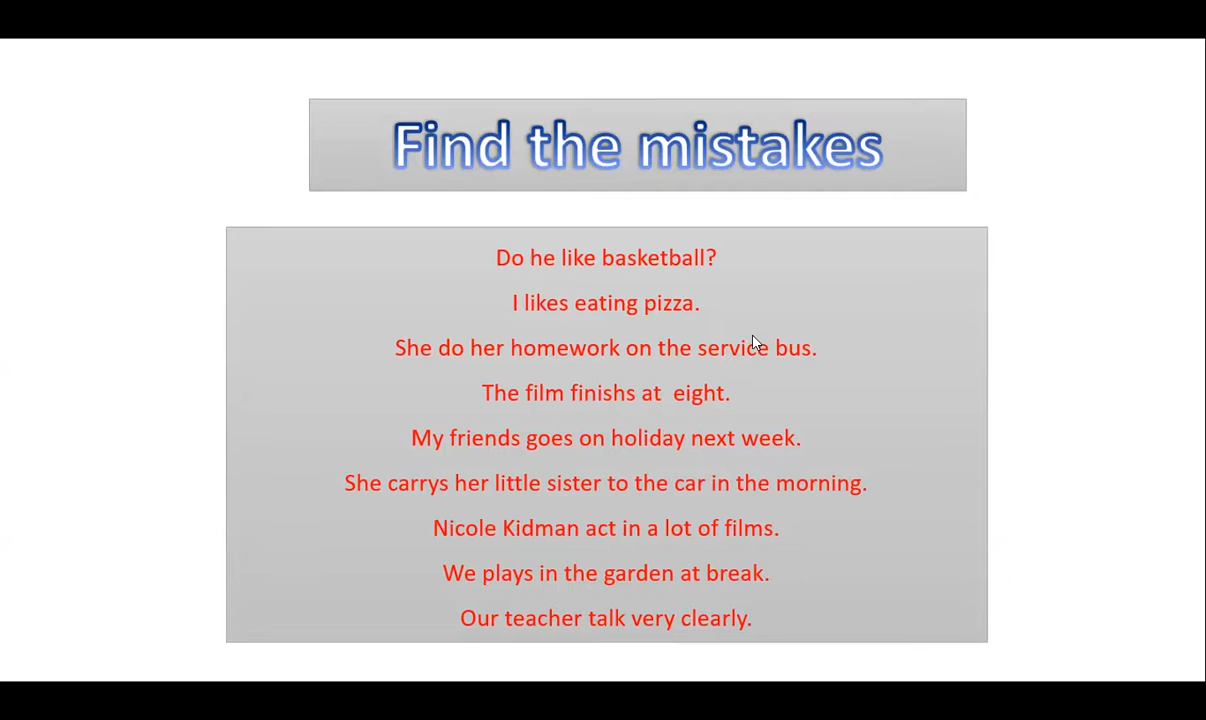 Find the mistakes
Do he like basketball?
I likes eating pizza.
She do her homework on the service bus.
The film finishs at  eight.
My friends goes on holiday next week.
She carrys her little sister to the car in the morning.
Nicole Kidman act in a lot of films.
We plays in the garden at break.
Our teacher talk very clearly.